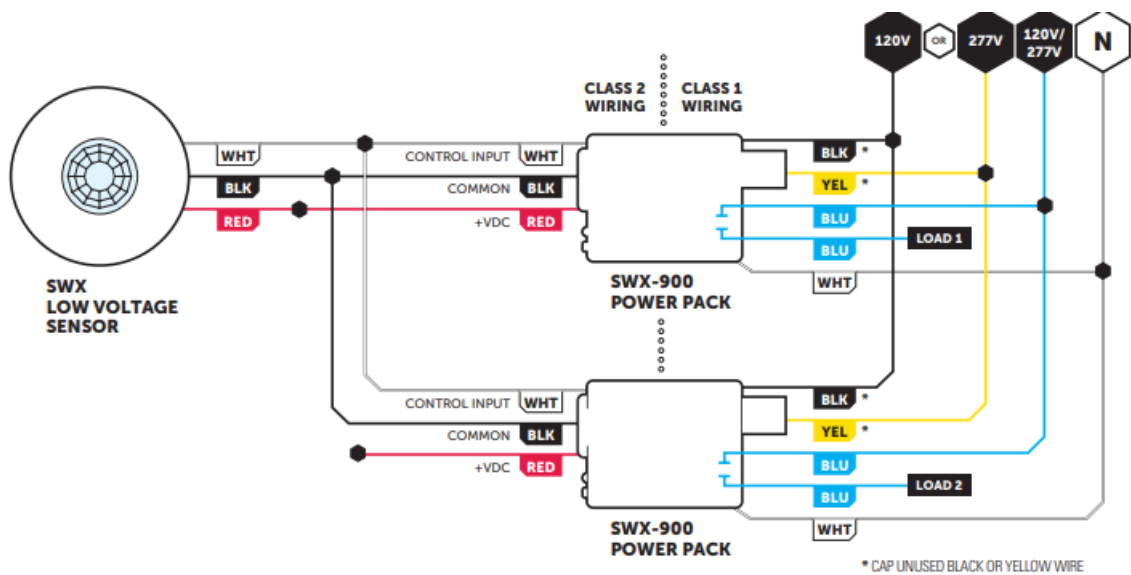 120V
OR
277V
120V/
277V
N
CLASS 2
WIRING
CLASS 1
WIRING
WHT
CONTROL INPUT WHT
BLK *
BLK
COMMON BLK
YEL *
RED
+VDC RED
BLU
BLU
LOAD 1
WHT
SWX
LOW VOLTAGE
SENSOR
SWX-900
POWER PACK
CONTROL INPUT WHT
BLK *
COMMON BLK
YEL *
+VDC RED
BLU
BLU
LOAD 2
WHT
SWX-900
POWER PACK
* CAP UNUSED BLACK OR YELLOW WIRE